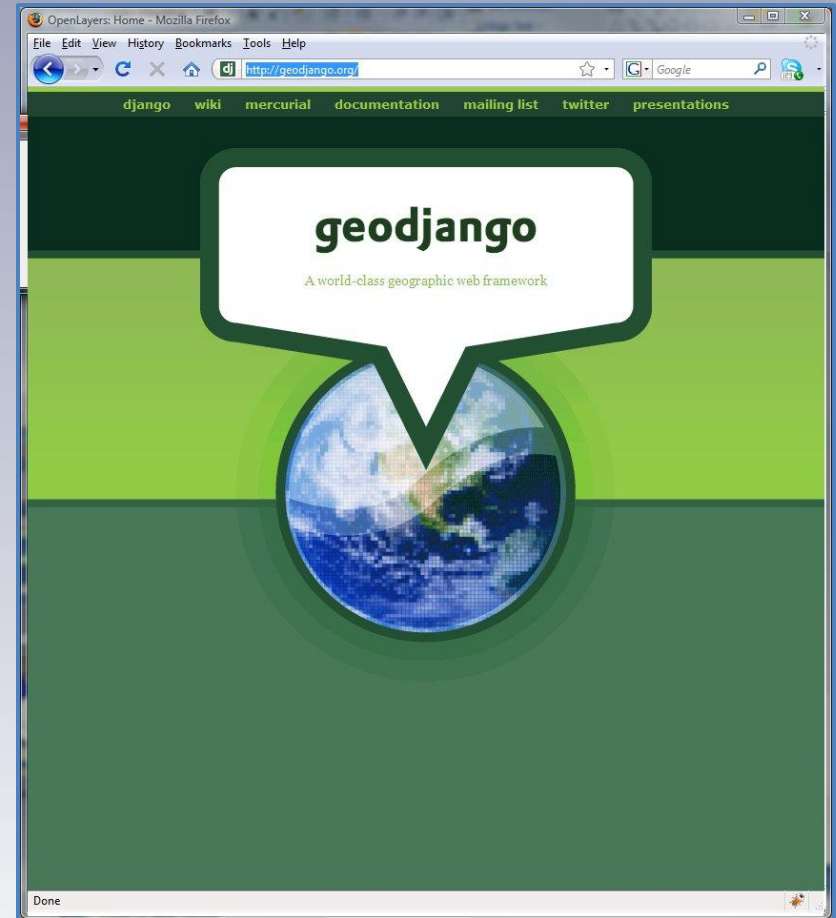 OpenLayers: Home - Mozilla Firefox
File Edit View History Bookmarks Tools Help
dj http://geodjango.org/ G Google
django wiki mercurial documentation mailing list twitter presentations
geodjango
A world-class geographic web framework
Done